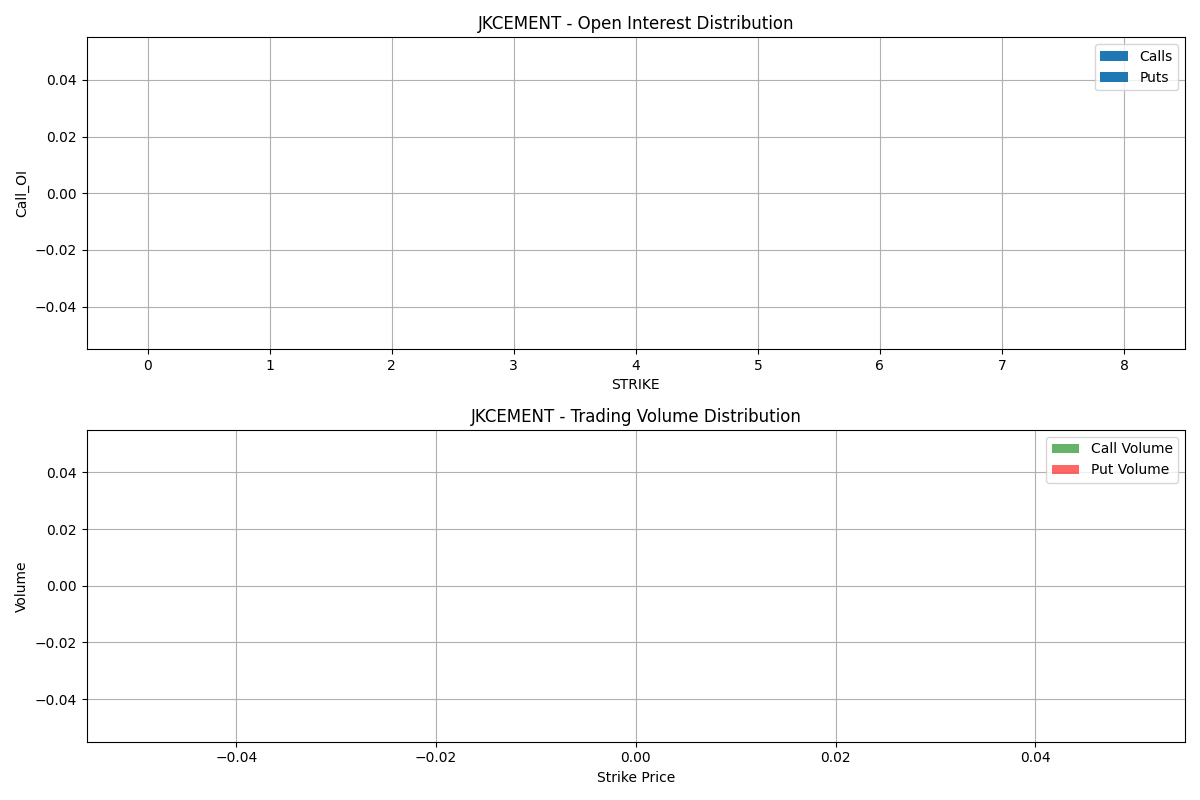 JKCEMENT - Open Interest Distribution
Calls
Puts
0.04
0.02
0.00
−0.02
−0.04
Call_OI
0 1 2 3 4 5 6 7 8
STRIKE
JKCEMENT - Trading Volume Distribution
Call Volume
Put Volume
0.04
0.02
0.00
−0.02
−0.04
Volume
−0.04 −0.02 0.00 0.02 0.04
Strike Price